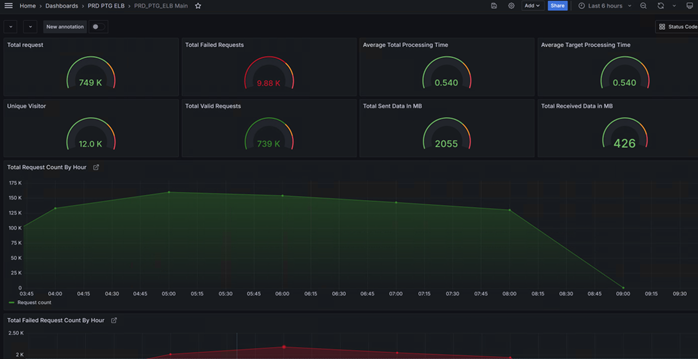 Home › Dashboards › PRD PTG ELB › PRD_PTG_ELB Main
Add
Share
Last 6 hours
New annotation
Status Code
Total request
Total Failed Requests
Average Total Processing Time
Average Target Processing Time
749 K
9.88 K
0.540
0.540
Unique Visitor
Total Valid Requests
Total Sent Data In MB
Total Received Data in MB
12.0 K
739 K
2055
426
Total Request Count By Hour
175 K
150 K
125 K
100 K
75 K
50 K
25 K
0
03:45 04:00 04:15 04:30 04:45 05:00 05:15 05:30 05:45 06:00 06:15 06:30 06:45 07:00 07:15 07:30 07:45 08:00 08:15 08:30 08:45 09:00 09:15 09:30
Request count
Total Failed Request Count By Hour
2.50 K
2 K